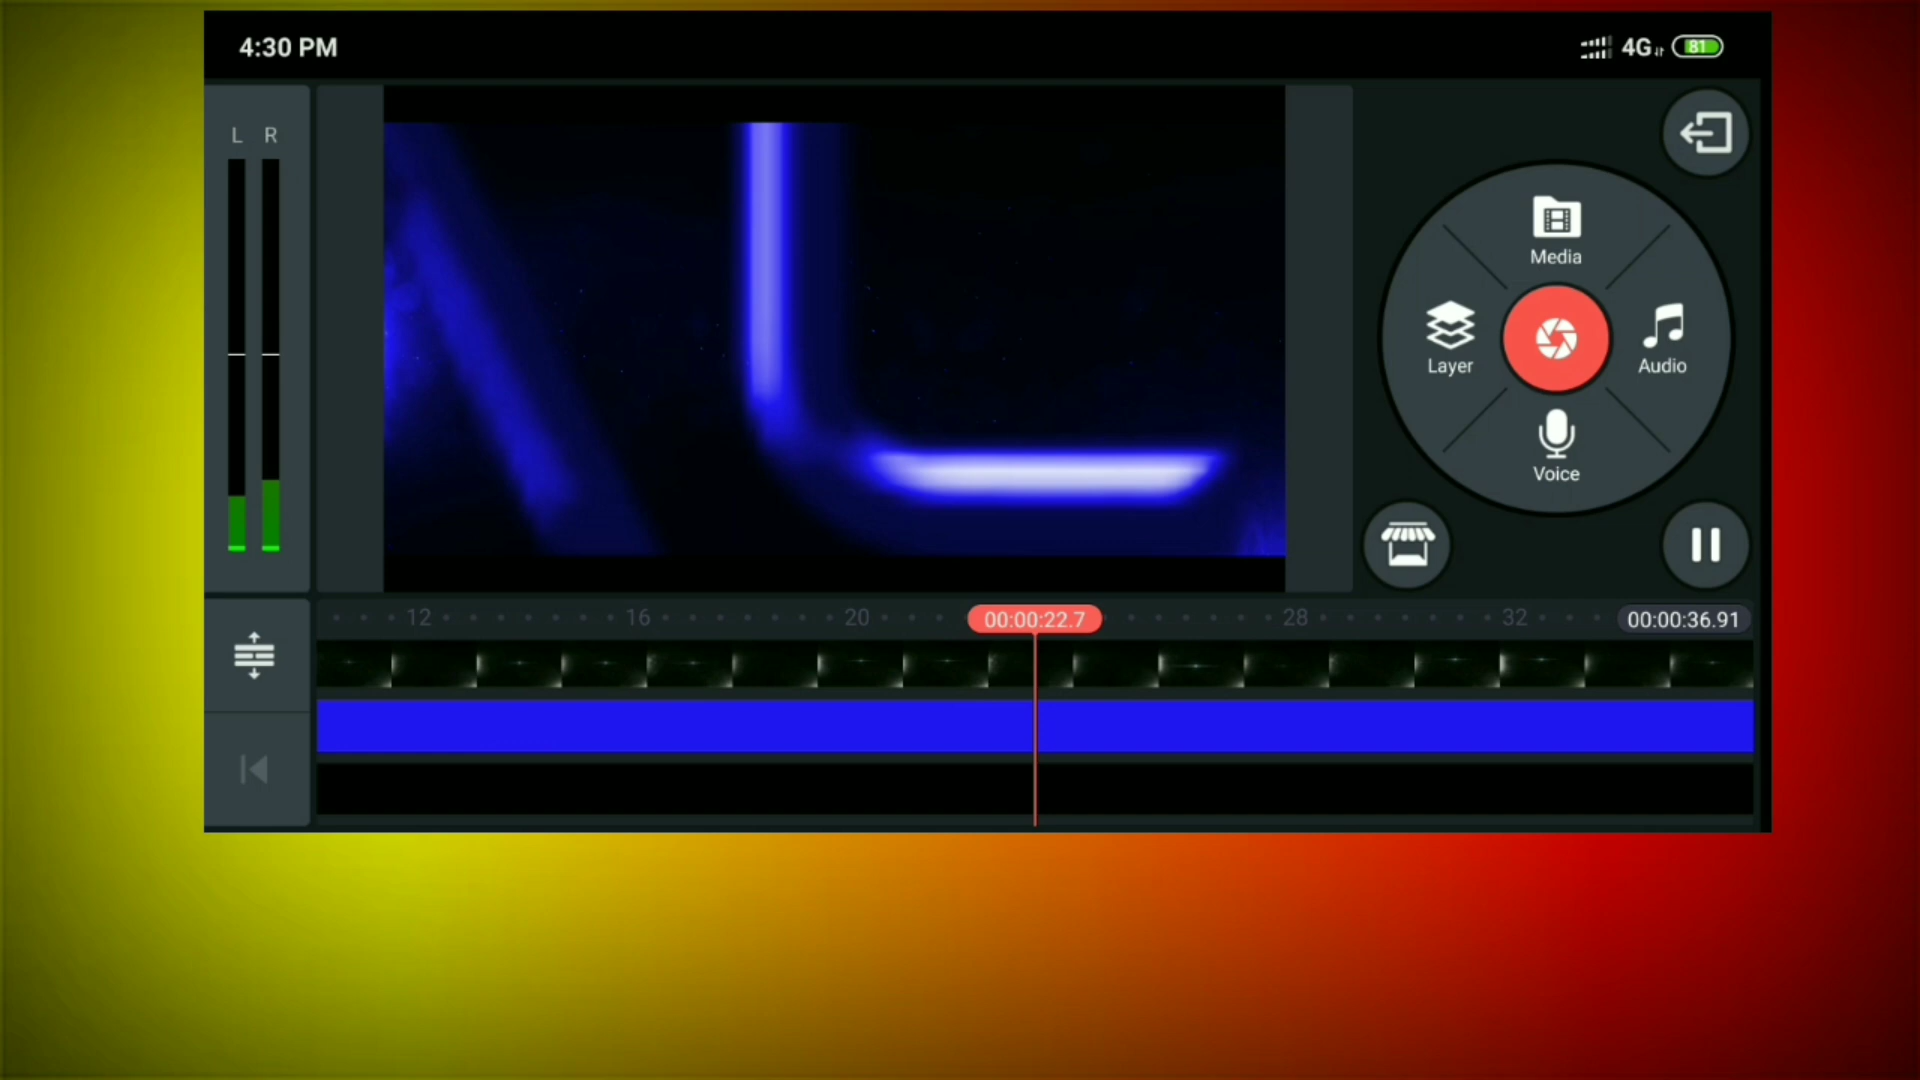 4:30 PM
4G 81
L R
Media
Layer
Audio
Voice
12 16 20 00:00:22.7 28 32 00:00:36.91